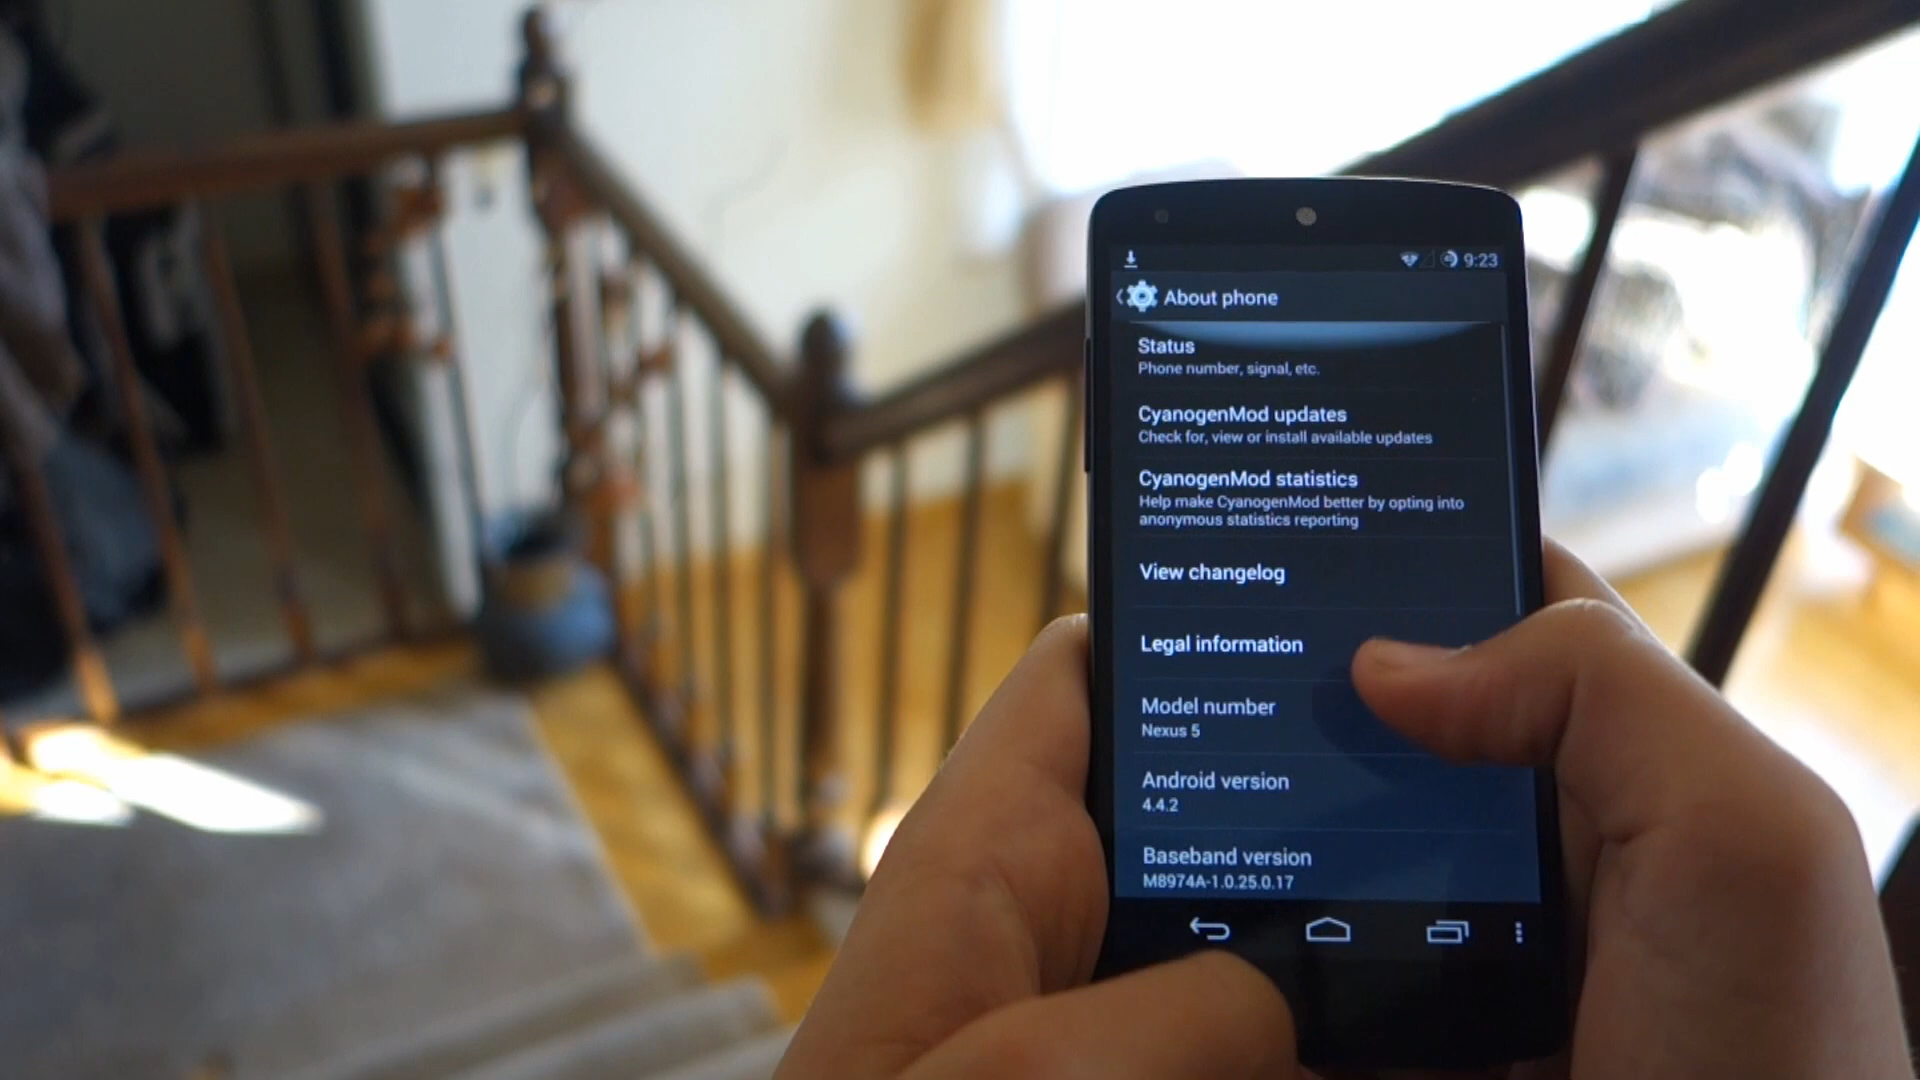 9:23
About phone
Status
Phone number, signal, etc.
CyanogenMod updates
Check for, view or install available updates
CyanogenMod statistics
Help make CyanogenMod better by opting into
anonymous statistics reporting
View changelog
Legal information
Model number
Nexus 5
Android version
4.4.2
Baseband version
M8974A-1.0.25.0.17